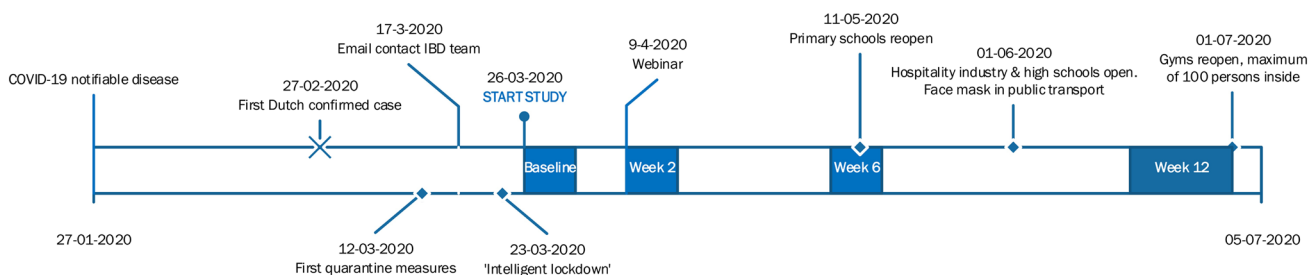 COVID-19 notifiable disease
27-01-2020
27-02-2020
First Dutch confirmed case
12-03-2020
First quarantine measures
17-3-2020
Email contact IBD team
23-03-2020
'Intelligent lockdown'
26-03-2020
START STUDY
Baseline
9-4-2020
Webinar
Week 2
11-05-2020
Primary schools reopen
Week 6
01-06-2020
Hospitality industry & high schools open.
Face mask in public transport
Week 12
01-07-2020
Gyms reopen, maximum
of 100 persons inside
05-07-2020